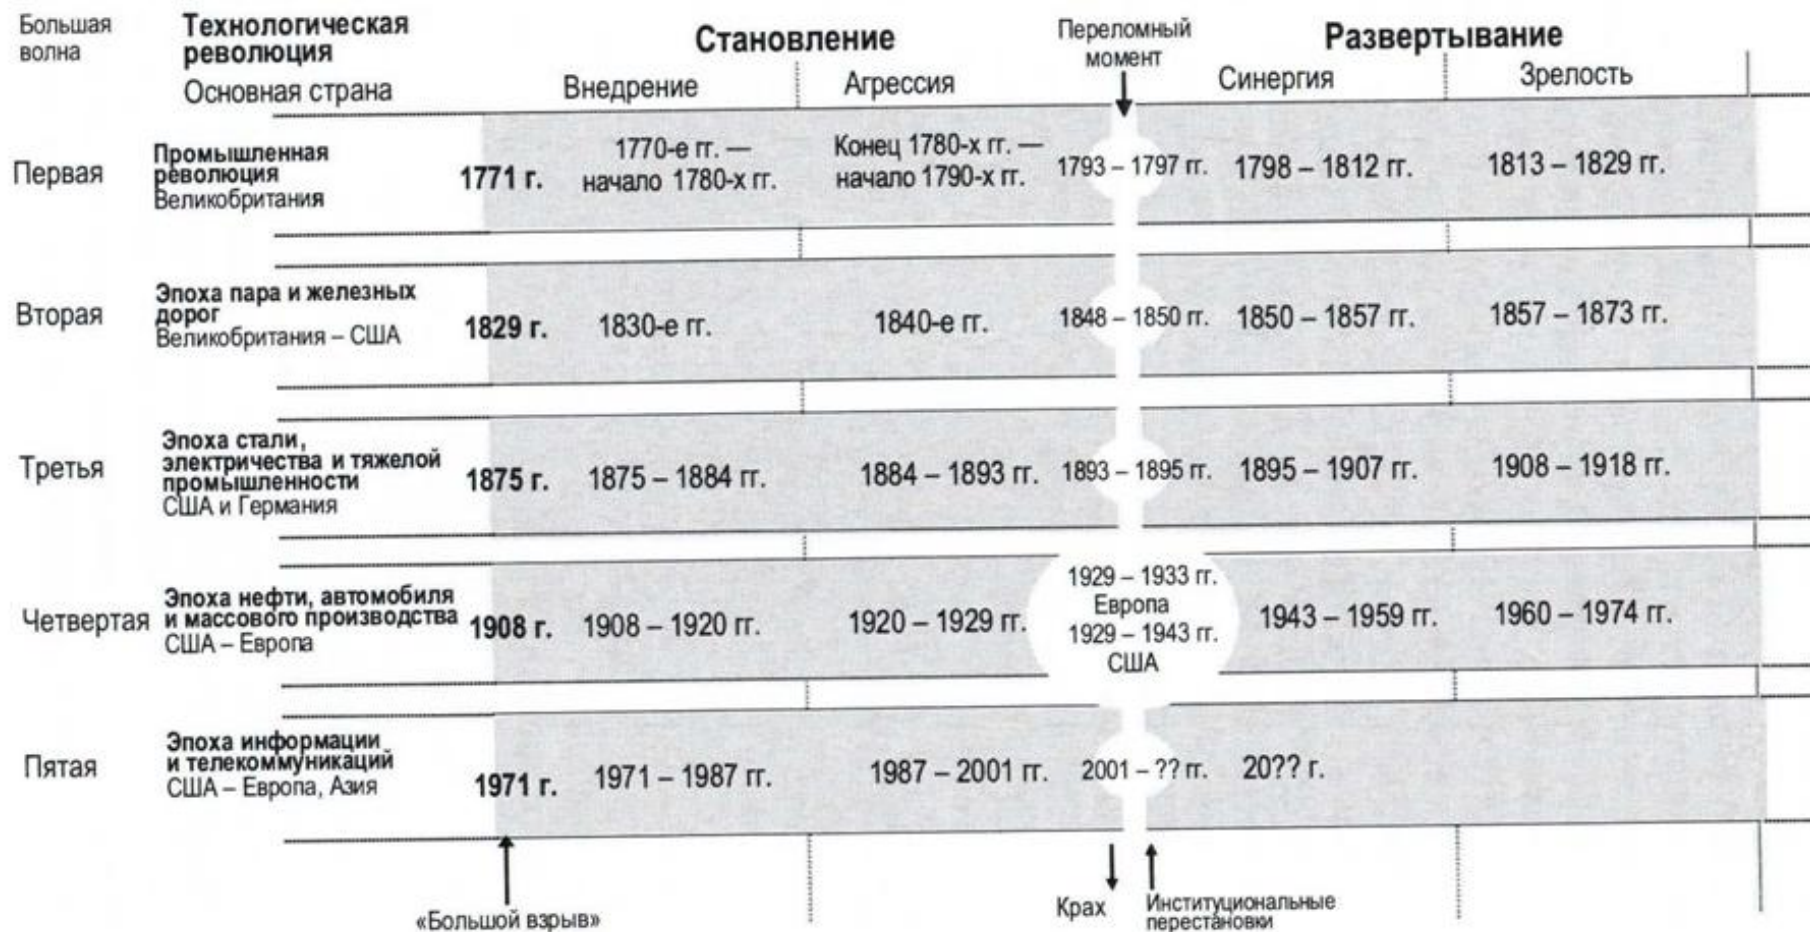 Большая
волна
Технологическая
революция
Основная страна
Становление
Переломный
момент
Развертывание
Внедрение
Агрессия
Синергия
Зрелость
Первая
Промышленная
революция
Великобритания
1771 г.
1770-е гг. —
начало 1780-х гг.
Конец 1780-х гг. —
начало 1790-х гг.
1793 – 1797 гг.
1798 – 1812 гг.
1813 – 1829 гг.
Вторая
Эпоха пара и железных
дорог
Великобритания – США
1829 г.
1830-е гг.
1840-е гг.
1848 – 1850 гг.
1850 – 1857 гг.
1857 – 1873 гг.
Третья
Эпоха стали,
электричества и тяжелой
промышленности
США и Германия
1875 г.
1875 – 1884 гг.
1884 – 1893 гг.
1893 – 1895 гг.
1895 – 1907 гг.
1908 – 1918 гг.
Четвертая
Эпоха нефти, автомобиля
и массового производства
США – Европа
1908 г.
1908 – 1920 гг.
1920 – 1929 гг.
1929 – 1933 гг.
Европа
1929 – 1943 гг.
США
1943 – 1959 гг.
1960 – 1974 гг.
Пятая
Эпоха информации
и телекоммуникаций
США – Европа, Азия
1971 г.
1971 – 1987 гг.
1987 – 2001 гг.
2001 – ?? гг.
20?? г.
«Большой взрыв»
Крах
Институциональные
перестановки